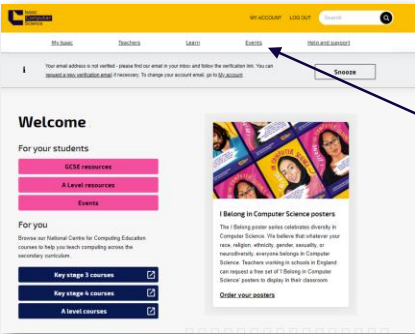 Isaac
Computer
Science
MY ACCOUNT LOG OUT Search
My Isaac Teachers Learn Events Help and support
i
Your email address is not verified - please find our email in your inbox and follow the verification link. You can
request a new verification email if necessary. To change your account email, go to My account
Snooze
Welcome
For your students
GCSE resources
A Level resources
Events
For you
Browse our National Centre for Computing Education
courses to help you teach computing across the
secondary curriculum.
Key stage 3 courses
Key stage 4 courses
A level courses
I Belong in Computer Science posters
The I Belong poster series celebrates diversity in
Computer Science. We believe that whatever your
race, religion, ethnicity, gender, sexuality, or
neurodiversity, everyone belongs in Computer
Science. Teachers working in schools in England
can request a free set of 'I Belong in Computer
Science' posters to display in their classroom
Order your posters